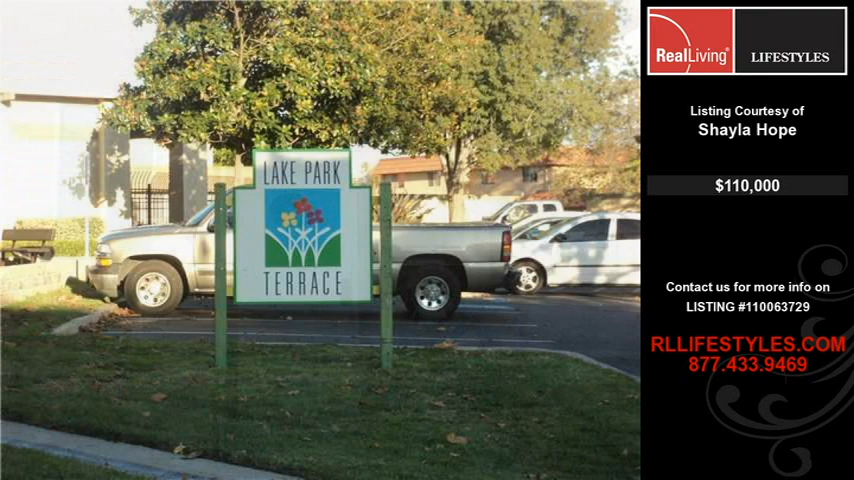 LAKE PARK
TERRACE
RealLiving®
LIFESTYLES
Listing Courtesy of
Shayla Hope
$110,000
Contact us for more info on
LISTING #110063729
RLLIFESTYLES.COM
877.433.9469